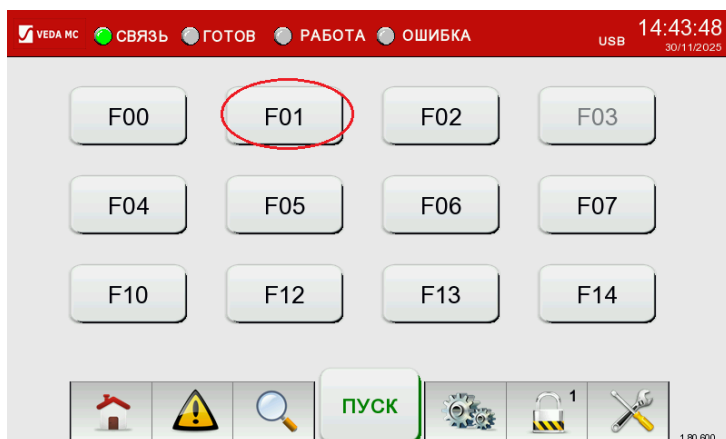 VEDA MC СВЯЗЬ ГОТОВ РАБОТА ОШИБКА USB 14:43:48
30/11/2025
F00 F01 F02 F03
F04 F05 F06 F07
F10 F12 F13 F14
ПУСК 1
1.80.600